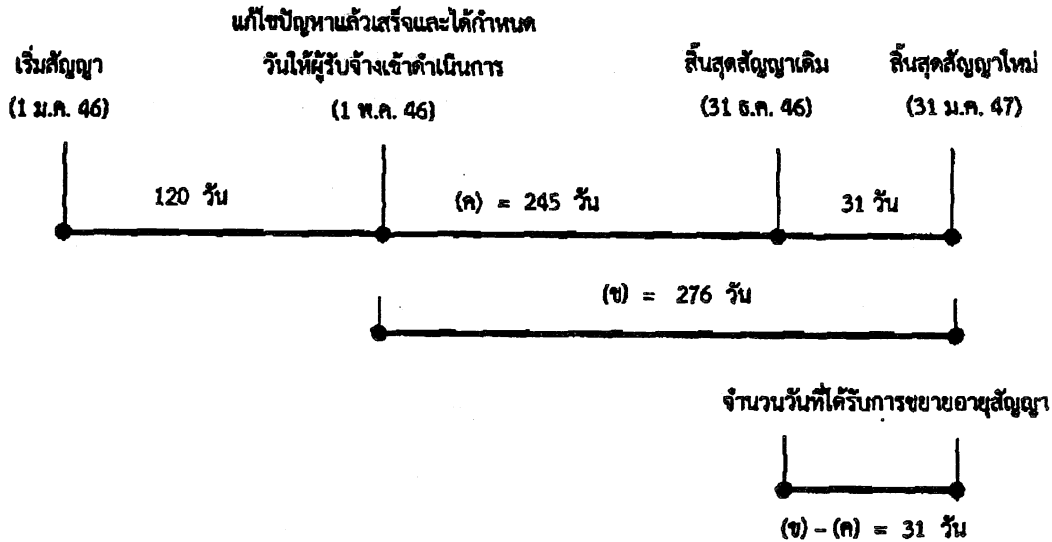 แก้ไขปัญหาแล้วเสร็จและได้กำหนด
เริ่มสัญญา วันให้ผู้รับจ้างเข้าดำเนินการ สิ้นสุดสัญญาเดิม สิ้นสุดสัญญาใหม่
(1 ม.ค. 46) (1 พ.ค. 46) (31 ธ.ค. 46) (31 ม.ค. 47)
120 วัน (ค) = 245 วัน 31 วัน
(ข) = 276 วัน
จำนวนวันที่ได้รับการขยายอายุสัญญา
(ข) – (ค) = 31 วัน